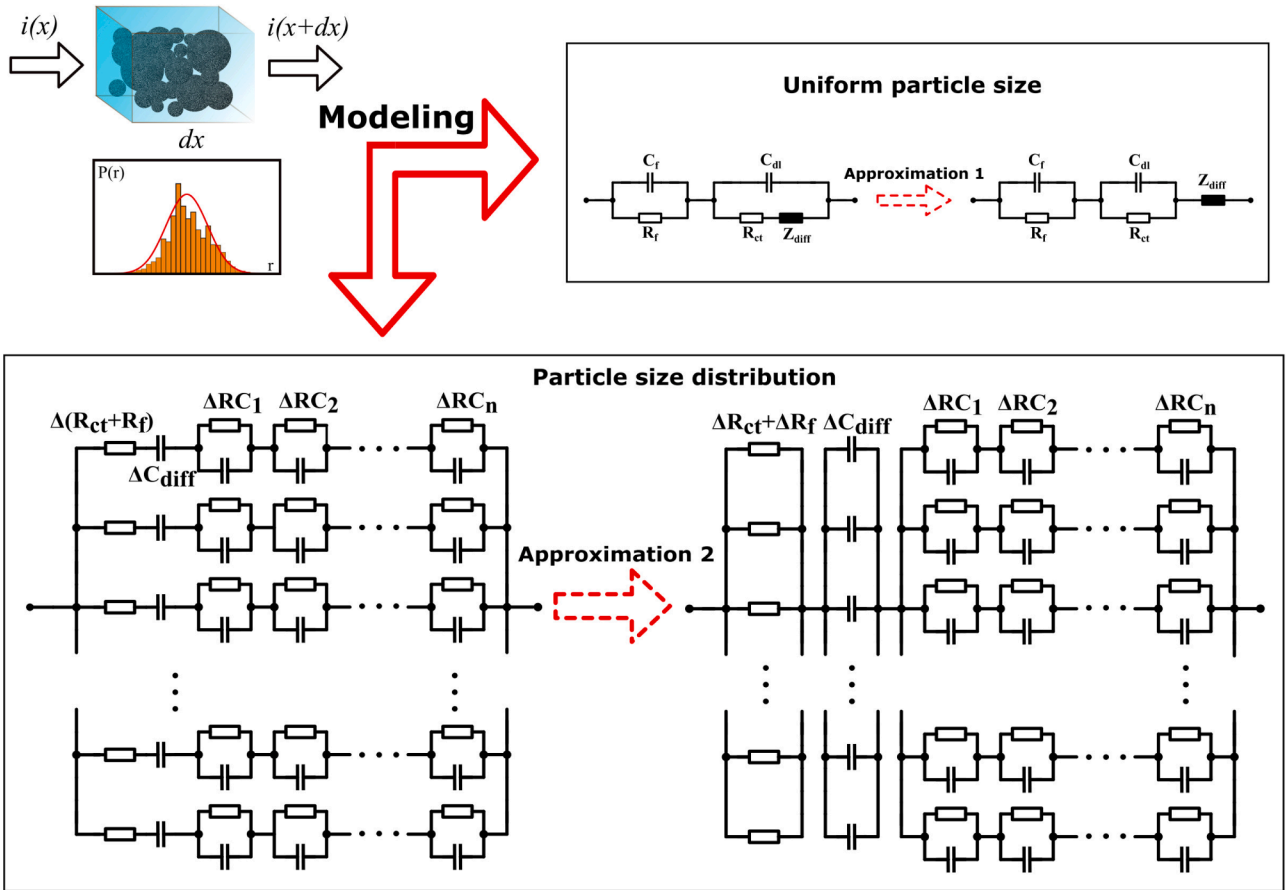 i(x)
i(x+dx)
dx
P(r)
r
Modeling
Uniform particle size
C_f
C_dl
R_f
R_ct
Z_diff
Approximation 1
C_f
C_dl
Z_diff
R_f
R_ct
Particle size distribution
Δ(R_ct+R_f)
ΔRC_1
ΔRC_2
ΔRC_n
ΔC_diff
Approximation 2
ΔR_ct+ΔR_f
ΔC_diff
ΔRC_1
ΔRC_2
ΔRC_n